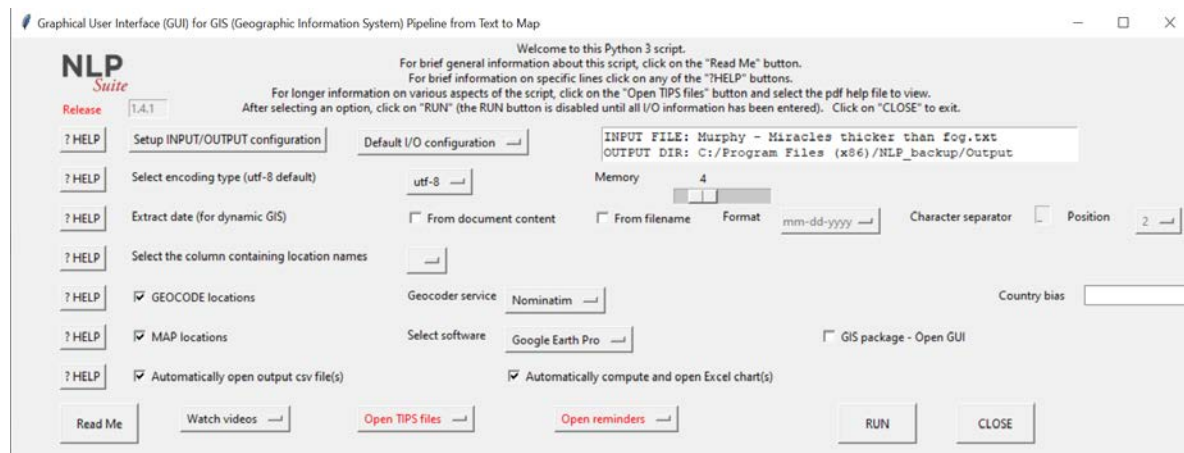 Graphical User Interface (GUI) for GIS (Geographic Information System) Pipeline from Text to Map
NLP
Suite
Welcome to this Python 3 script.
For brief general information about this script, click on the "Read Me" button.
For brief information on specific lines click on any of the "?HELP" buttons.
For longer information on various aspects of the script, click on the "Open TIPS files" button and select the pdf help file to view.
After selecting an option, click on "RUN" (the RUN button is disabled until all I/O information has been entered). Click on "CLOSE" to exit.
Release 1.4.1
? HELP Setup INPUT/OUTPUT configuration Default I/O configuration
INPUT FILE: Murphy - Miracles thicker than fog.txt
OUTPUT DIR: C:/Program Files (x86)/NLP_backup/Output
? HELP Select encoding type (utf-8 default) utf-8 Memory 4
? HELP Extract date (for dynamic GIS) From document content From filename Format mm-dd-yyyy Character separator _ Position 2
? HELP Select the column containing location names
? HELP GEOCODE locations Geocoder service Nominatim Country bias
? HELP MAP locations Select software Google Earth Pro GIS package - Open GUI
? HELP Automatically open output csv file(s) Automatically compute and open Excel chart(s)
Read Me Watch videos Open TIPS files Open reminders RUN CLOSE